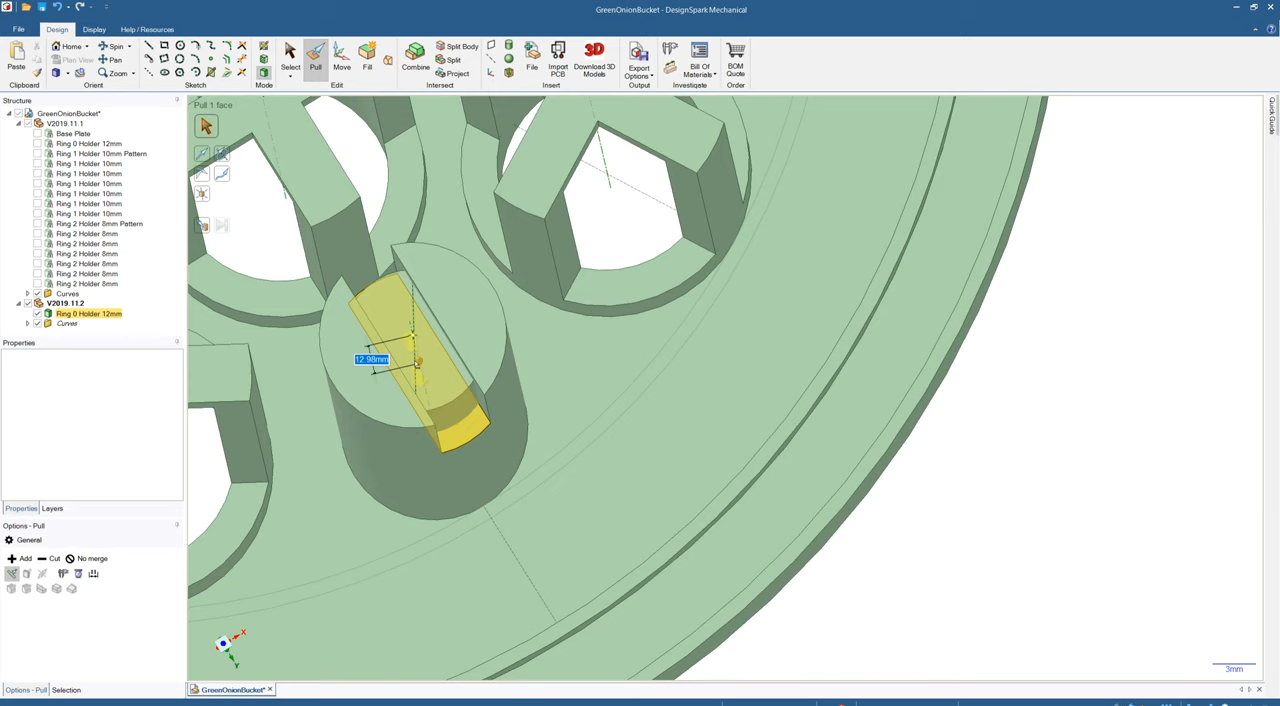 GreenOnionBucket - DesignSpark Mechanical
File Design Display Help / Resources
Paste
Home Spin
Plan View Pan
Zoom
Select Pull Move Fill
Combine
Split Body
Split
Project
File Import PCB Download 3D Models
Export Options
Bill Of Materials
BOM Quote
Clipboard Orient Sketch Mode Edit Intersect Insert Output Investigate Order
Structure
GreenOnionBucket*
V2019.11.1
Base Plate
Ring 0 Holder 12mm
Ring 1 Holder 10mm Pattern
Ring 1 Holder 10mm
Ring 1 Holder 10mm
Ring 1 Holder 10mm
Ring 1 Holder 10mm
Ring 1 Holder 10mm
Ring 1 Holder 10mm
Ring 2 Holder 8mm Pattern
Ring 2 Holder 8mm
Ring 2 Holder 8mm
Ring 2 Holder 8mm
Ring 2 Holder 8mm
Ring 2 Holder 8mm
Ring 2 Holder 8mm
Curves
V2019.11.2
Ring 0 Holder 12mm
Curves
Properties
Properties Layers
Options - Pull
General
Add Cut No merge
Options - Pull Selection
Pull 1 face
12.98mm
X
Y
3mm
Quick Guide
GreenOnionBucket*